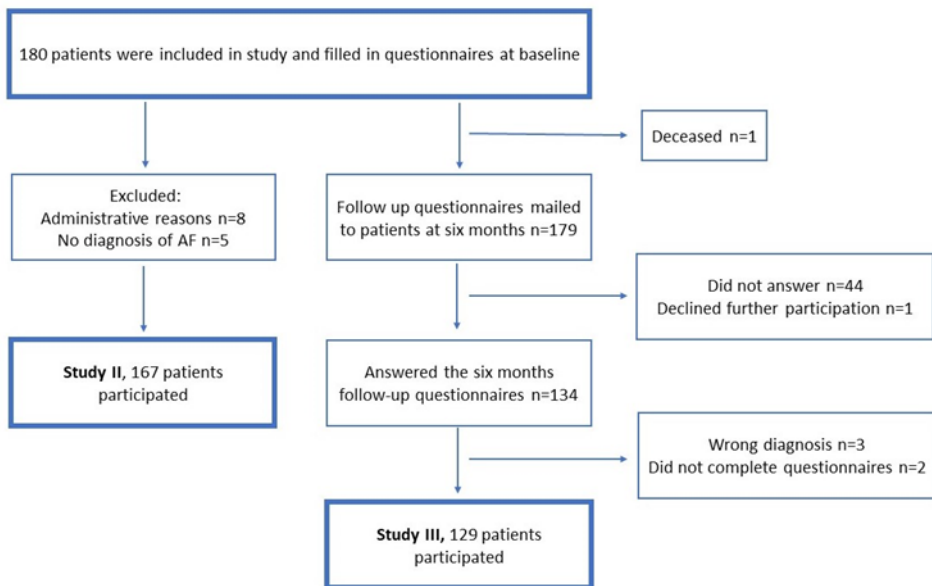 180 patients were included in study and filled in questionnaires at baseline
Deceased n=1
Excluded:
Administrative reasons n=8
No diagnosis of AF n=5
Follow up questionnaires mailed
to patients at six months n=179
Did not answer n=44
Declined further participation n=1
Study II, 167 patients
participated
Answered the six months
follow-up questionnaires n=134
Wrong diagnosis n=3
Did not complete questionnaires n=2
Study III, 129 patients
participated